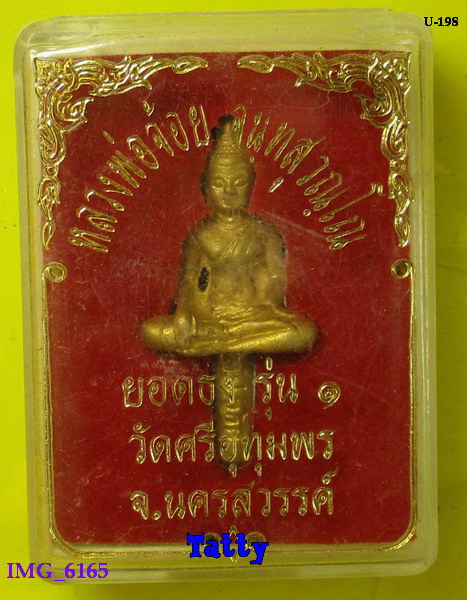 U-198
หลวงพ่อจ้อย จนฺทสุวณฺโณ
ยอดธง รุ่น ๑
วัดศรีอุทุมพร
จ.นครสวรรค์
Tatty
IMG_6165